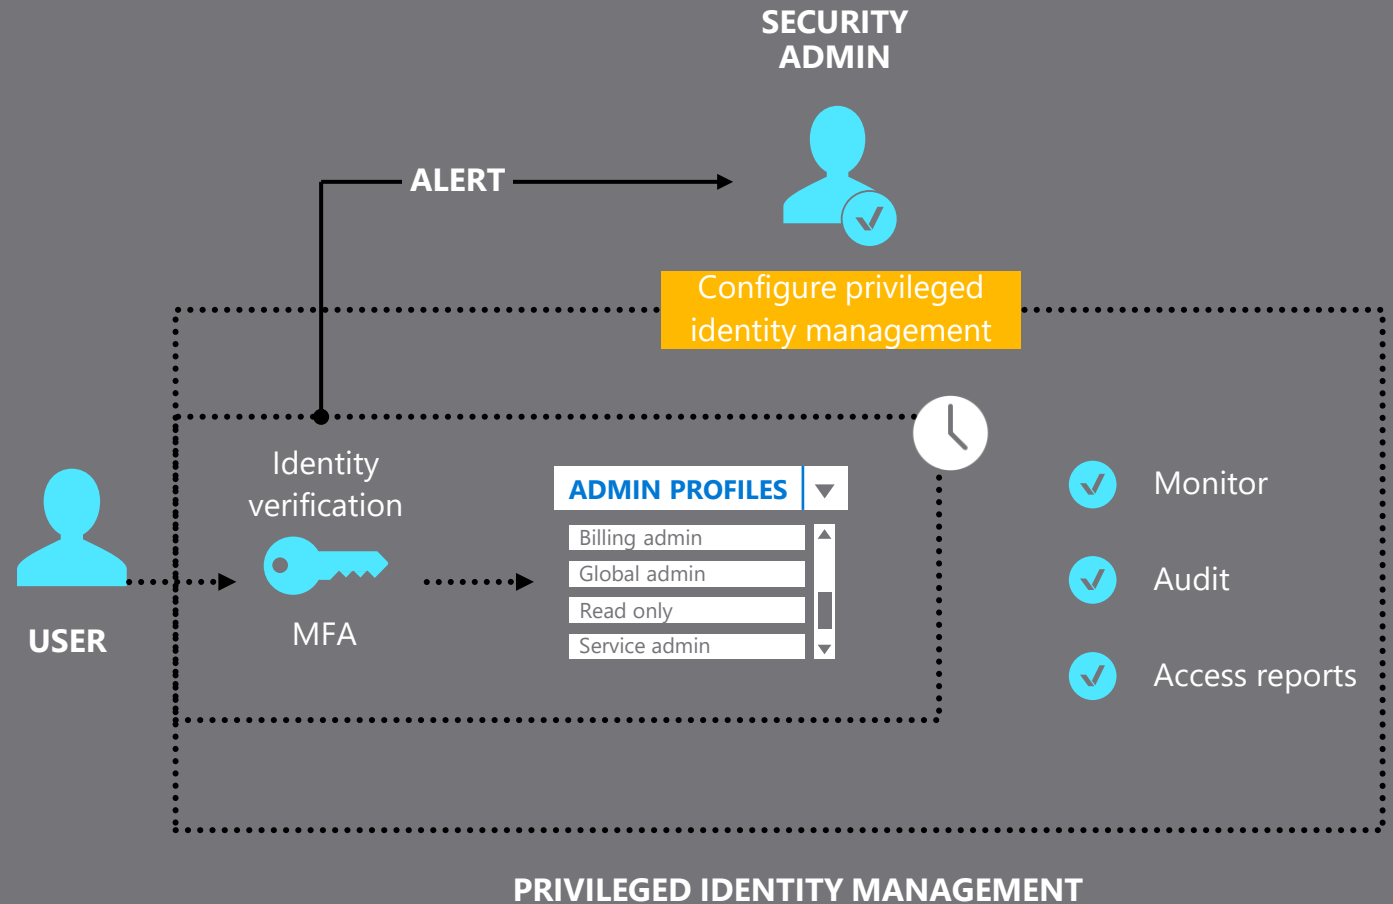 SECURITY
ADMIN
ALERT
Configure privileged
identity management
Identity
verification
MFA
USER
ADMIN PROFILES
Billing admin
Global admin
Read only
Service admin
Monitor
Audit
Access reports
PRIVILEGED IDENTITY MANAGEMENT